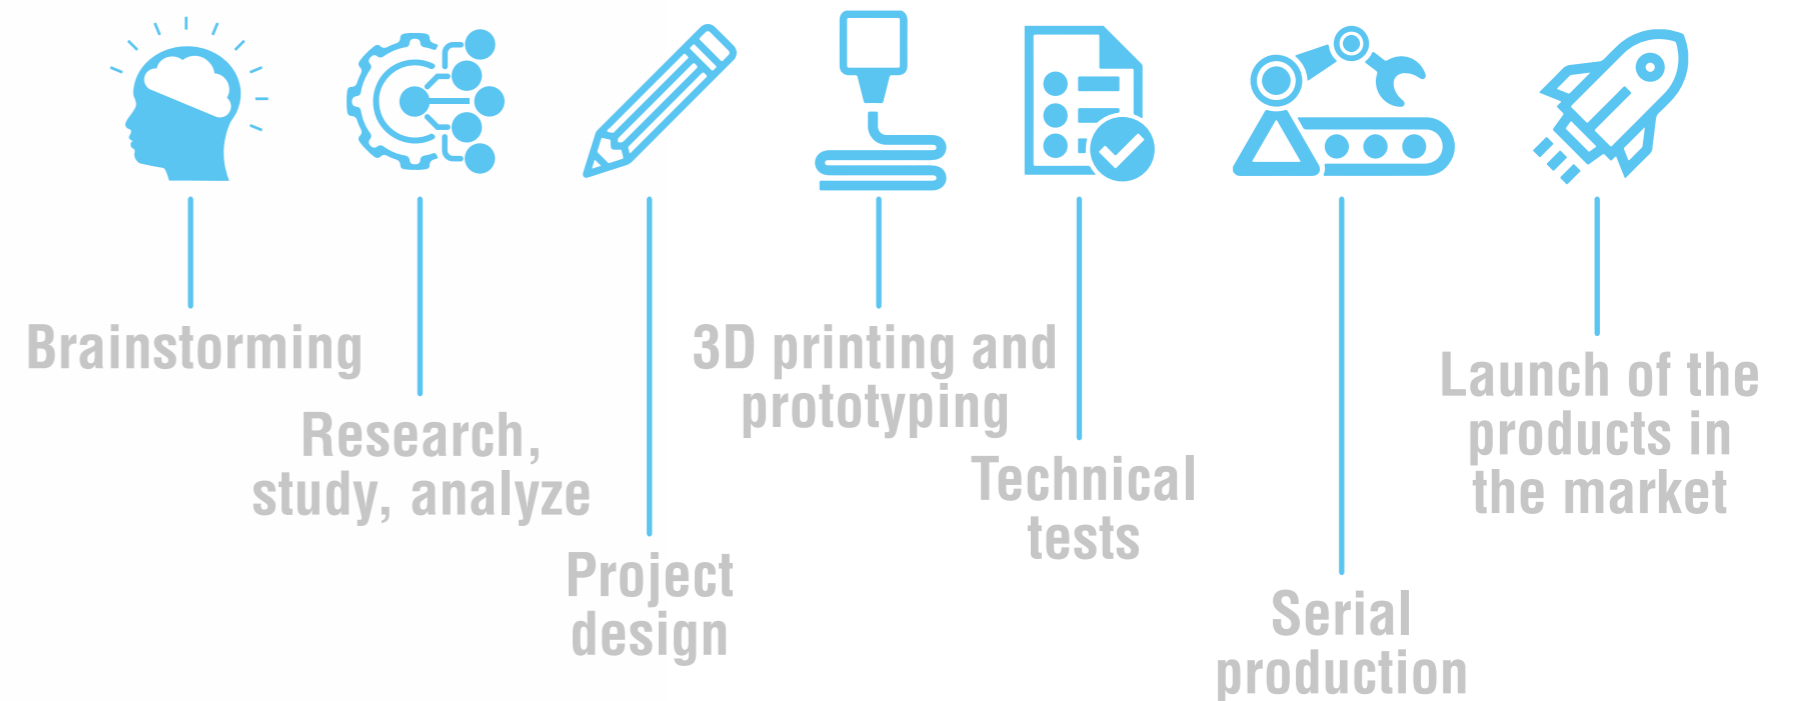 Brainstorming
Research,
study, analyze
Project
design
3D printing and
prototyping
Technical
tests
Serial
production
Launch of the
products in
the market